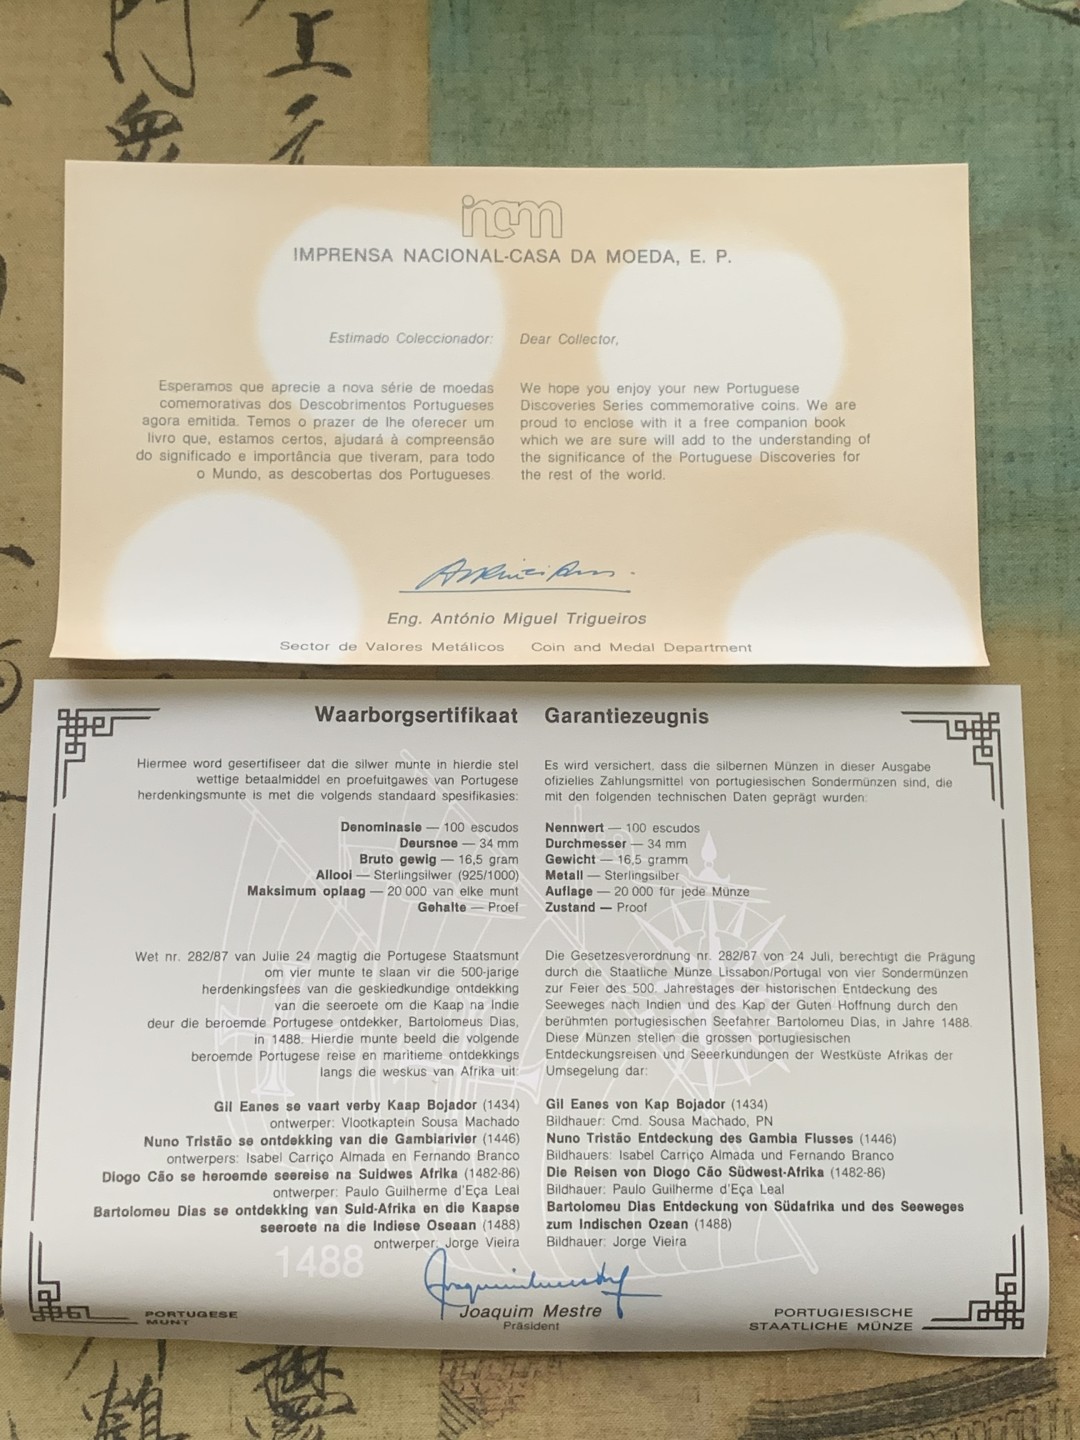 incm
IMPRENSA NACIONAL-CASA DA MOEDA, E. P.
Estimado Coleccionador:
Esperamos que aprecie a nova série de moedas
comemorativas dos Descobrimentos Portugueses
agora emitida. Temos o prazer de lhe oferecer um
livro que, estamos certos, ajudará à compreensão
do significado e importância que tiveram, para todo
o Mundo, as descobertas dos Portugueses.
Dear Collector,
We hope you enjoy your new Portuguese
Discoveries Series commemorative coins. We are
proud to enclose with it a free companion book
which we are sure will add to the understanding of
the significance of the Portuguese Discoveries for
the rest of the world.
Eng. António Miguel Trigueiros
Sector de Valores Metálicos Coin and Medal Department
Waarborgsertifikaat
Hiermee word gesertifiseer dat die silwer munte in hierdie stel
wettige betaalmiddel en proefuitgawes van Portugese
herdenkingsmunte is met die volgends standaard spesifikasies:
Denominasie — 100 escudos
Deursnee — 34 mm
Bruto gewig — 16,5 gram
Allooi — Sterlingsilwer (925/1000)
Maksimum oplaag — 20 000 van elke munt
Gehalte — Proef
Wet nr. 282/87 van Julie 24 magtig die Portugese Staatsmunt
om vier munte te slaan vir die 500-jarige
herdenkingsfees van die geskiedkundige ontdekking
van die seeroete om die Kaap na Indie
deur die beroemde Portugese ontdekker, Bartolomeus Dias,
in 1488. Hierdie munte beeld die volgende
beroemde Portugese reise en maritieme ontdekkings
langs die weskus van Afrika uit:
Gil Eanes se vaart verby Kaap Bojador (1434)
ontwerper: Vlootkaptein Sousa Machado
Nuno Tristão se ontdekking van die Gambiarivier (1446)
ontwerpers: Isabel Carriço Almada en Fernando Branco
Diogo Cão se heroemde seereise na Suidwes Afrika (1482-86)
ontwerper: Paulo Guilherme d'Eça Leal
Bartolomeu Dias se ontdekking van Suid-Afrika en die Kaapse
seeroete na die Indiese Oseaan (1488)
ontwerper: Jorge Vieira
Garantiezeugnis
Es wird versichert, dass die silbernen Münzen in dieser Ausgabe
ofizielles Zahlungsmittel von portugiesischen Sondermünzen sind, die
mit den folgenden technischen Daten geprägt wurden:
Nennwert — 100 escudos
Durchmesser — 34 mm
Gewicht — 16,5 gramm
Metall — Sterlingsilber
Auflage — 20 000 für jede Münze
Zustand — Proof
Die Gesetzesverordnung nr. 282/87 von 24 Juli, berechtigt die Prägung
durch die Staatliche Münze Lissabon/Portugal von vier Sondermünzen
zur Feier des 500. Jahrestages der historischen Entdeckung des
Seeweges nach Indien und des Kap der Guten Hoffnung durch den
berühmten portugiesischen Seefahrer Bartolomeu Dias, in Jahre 1488.
Diese Münzen stellen die grossen portugiesischen
Entdeckungsreisen und Seeerkundungen der Westküste Afrikas der
Umsegelung dar:
Gil Eanes von Kap Bojador (1434)
Bildhauer: Cmd. Sousa Machado, PN
Nuno Tristão Entdeckung des Gambia Flusses (1446)
Bildhauers: Isabel Carriço Almada und Fernando Branco
Die Reisen von Diogo Cão Südwest-Afrika (1482-86)
Bildhauer: Paulo Guilherme d'Eça Leal
Bartolomeu Dias Entdeckung von Südafrika und des Seeweges
zum Indischen Ozean (1488)
Bildhauer: Jorge Vieira
1488
Joaquim Mestre
Präsident
PORTUGESE
MUNT
PORTUGIESISCHE
STAATLICHE MÜNZE